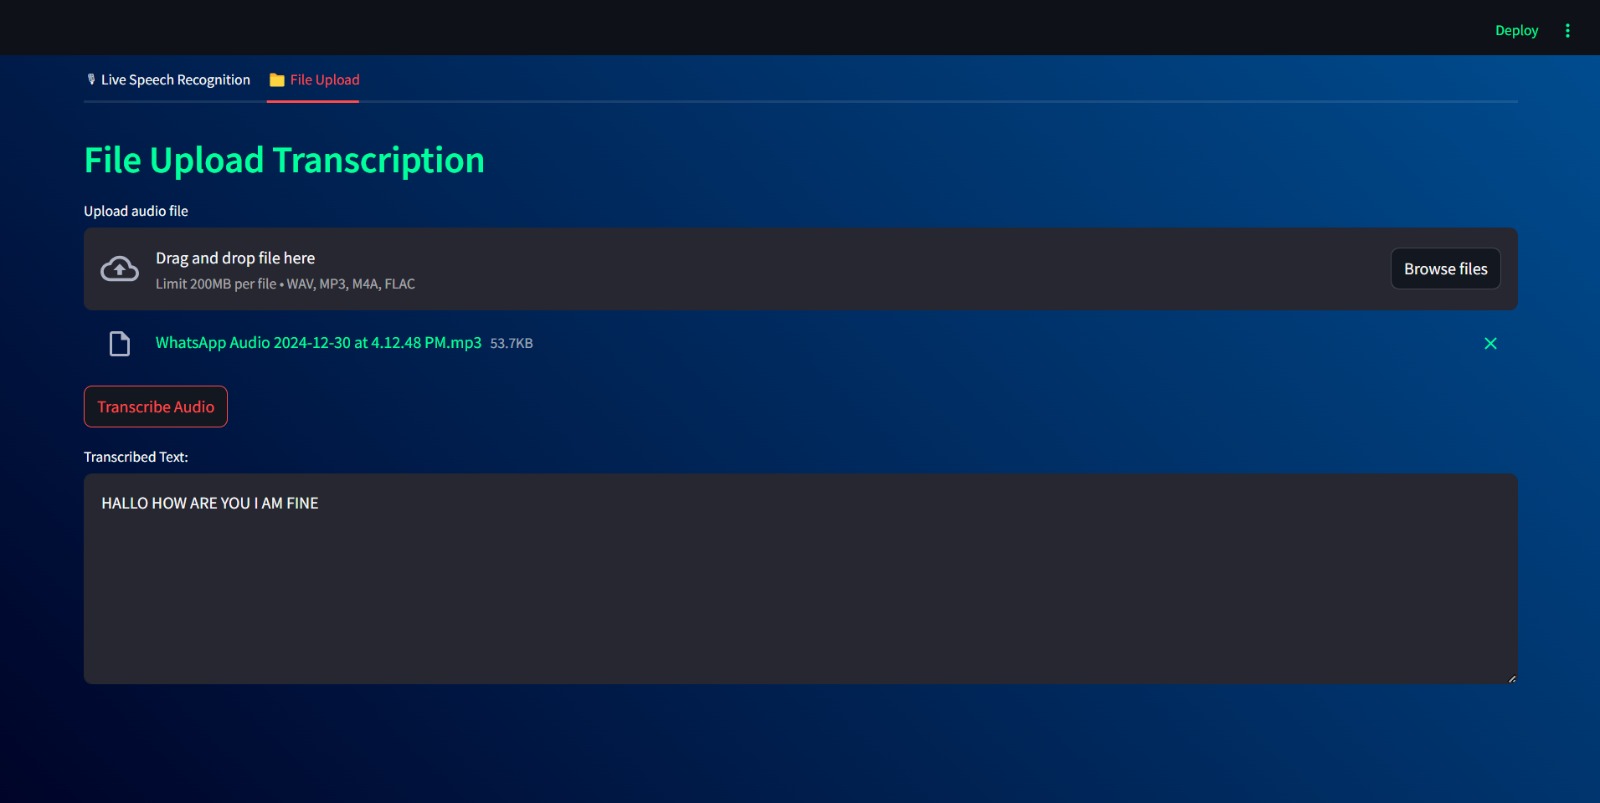 Deploy
Live Speech Recognition File Upload
File Upload Transcription
Upload audio file
Drag and drop file here
Limit 200MB per file • WAV, MP3, M4A, FLAC
Browse files
WhatsApp Audio 2024-12-30 at 4.12.48 PM.mp3 53.7KB
Transcribe Audio
Transcribed Text:
HALLO HOW ARE YOU I AM FINE